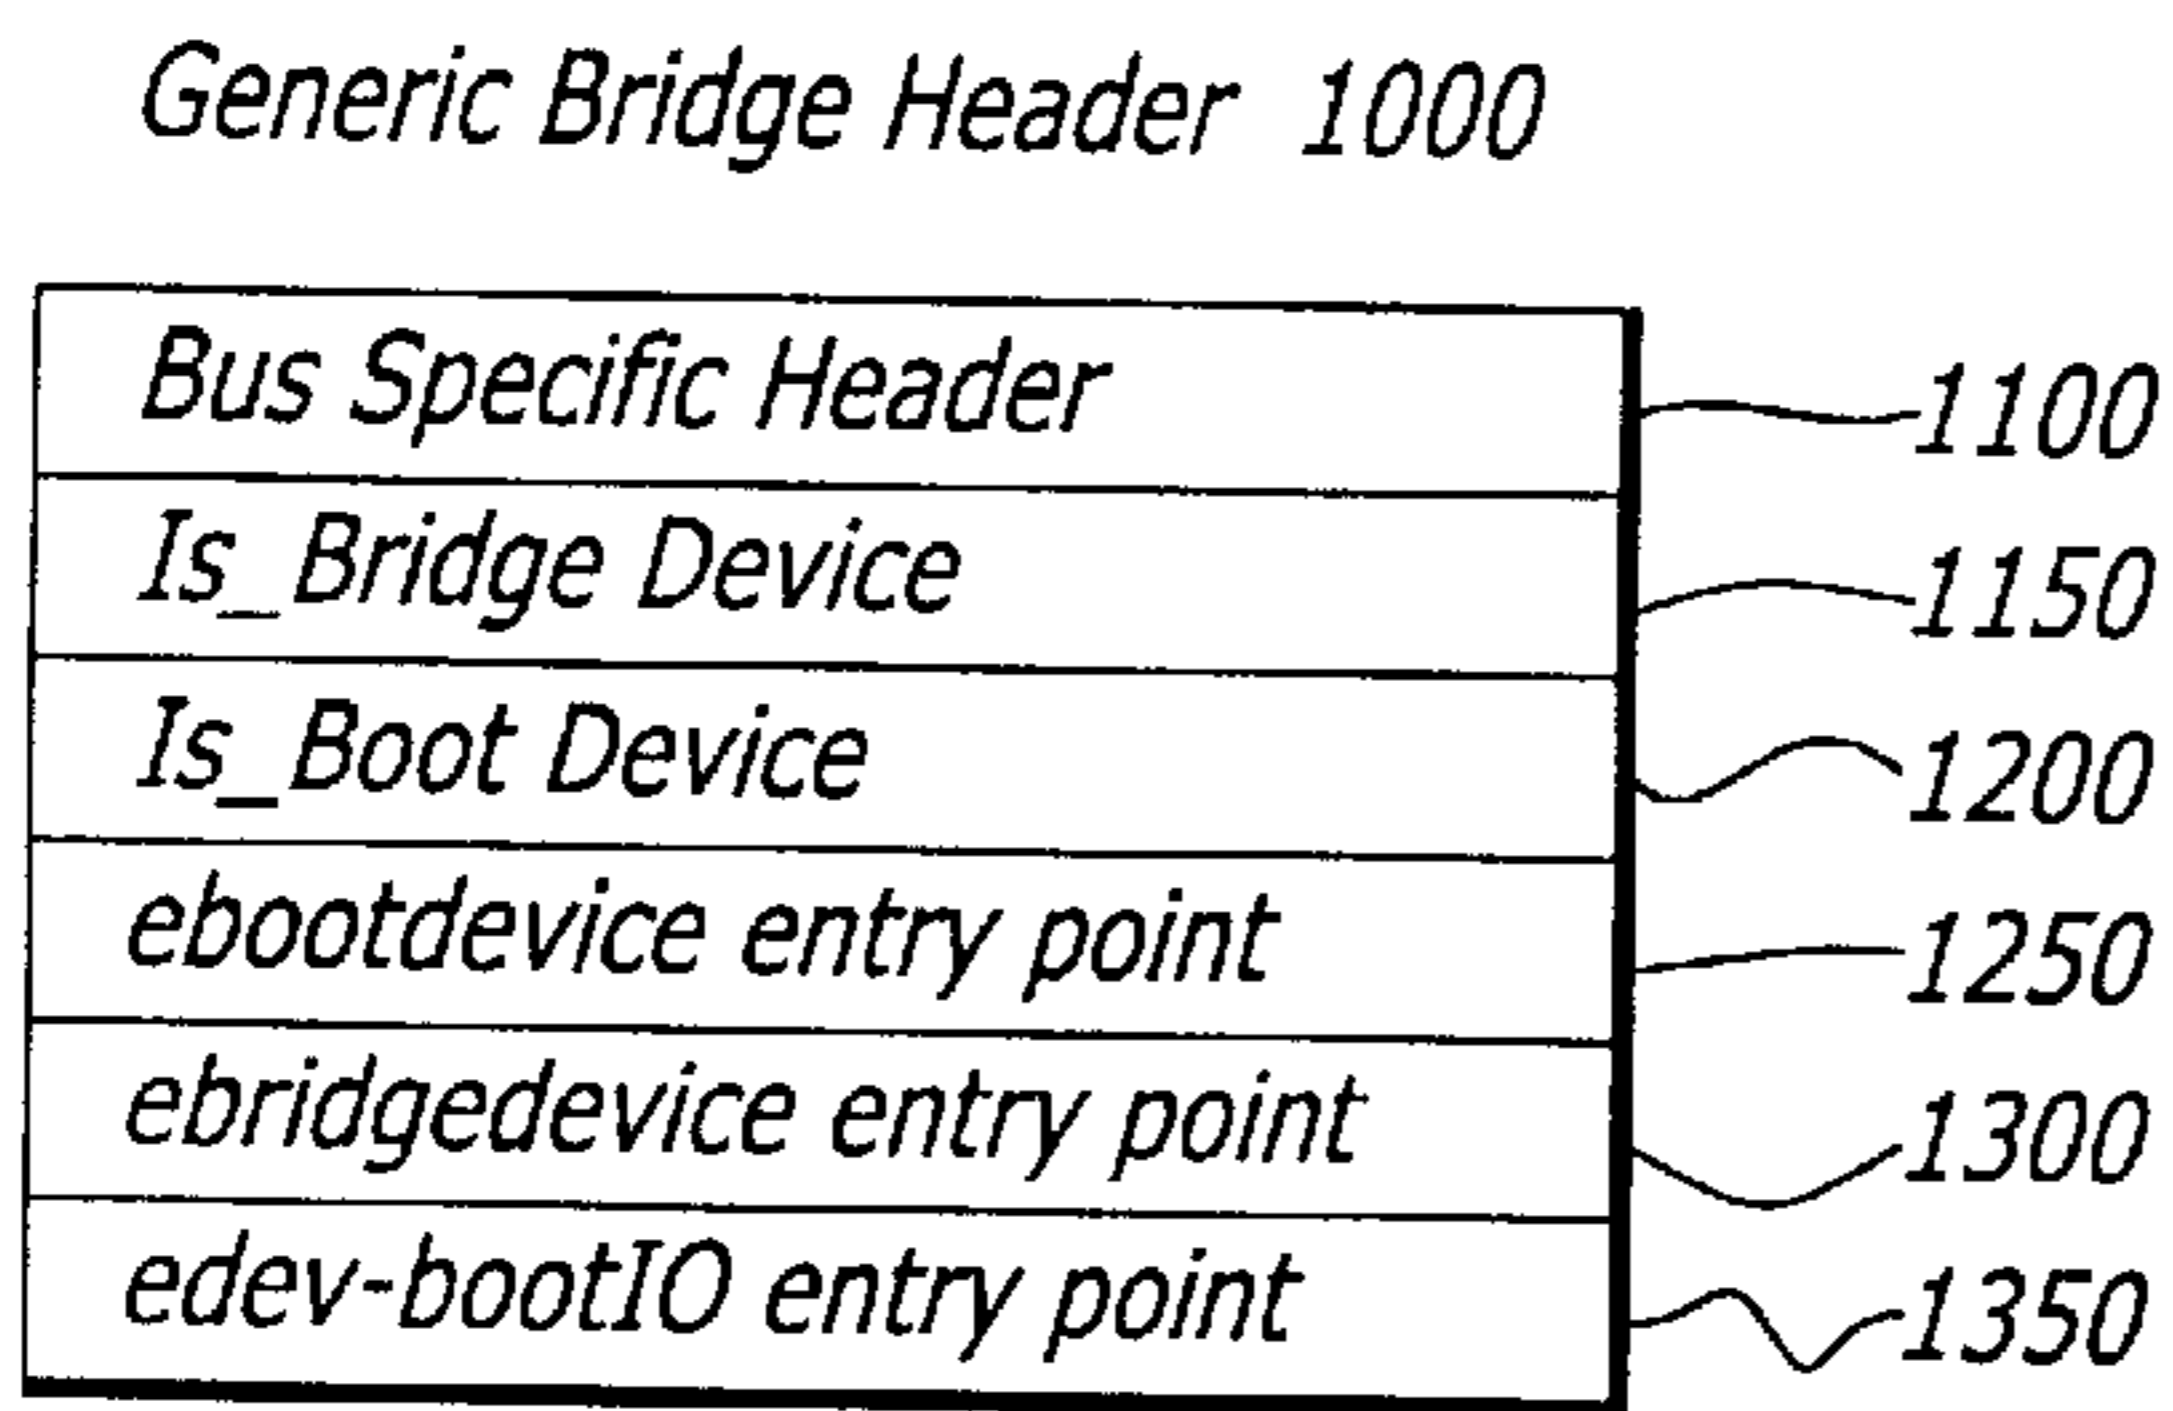 Generic Bridge Header 1000
Bus Specific Header 1100
Is_Bridge Device 1150
Is_Boot Device 1200
ebootdevice entry point 1250
ebridgedevice entry point 1300
edev-bootIO entry point 1350